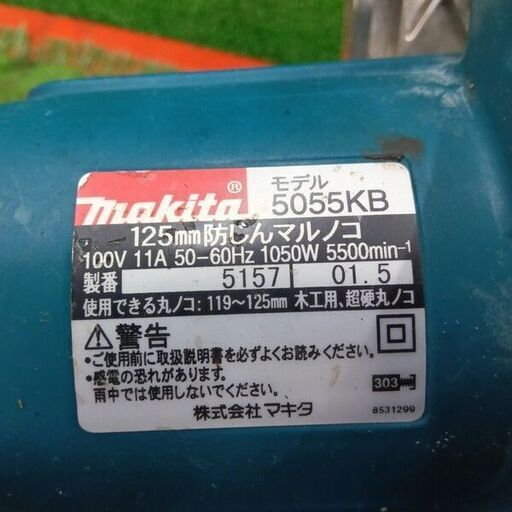 makita®
モデル
5055KB
125mm防じんマルノコ
100V 11A 50-60Hz 1050W 5500min-1
製番 5157 01.5
使用できる丸ノコ:119~125mm 木工用、超硬丸ノコ
⚠警告
•ご使用前に取扱説明書を必ずよくお読みください。
•感電の恐れがあります。
雨中では使用しないでください。
303
株式会社マキタ
8531299